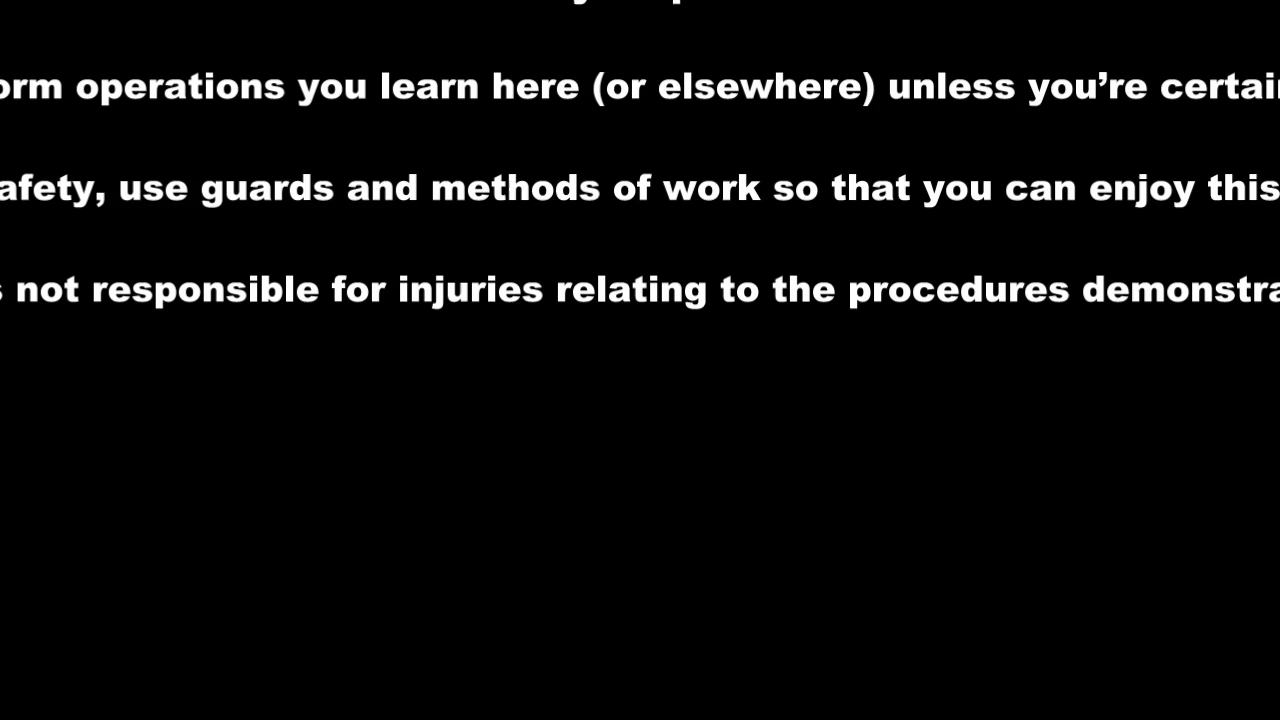 orm operations you learn here (or elsewhere) unless you’re certai
afety, use guards and methods of work so that you can enjoy this
s not responsible for injuries relating to the procedures demonstra